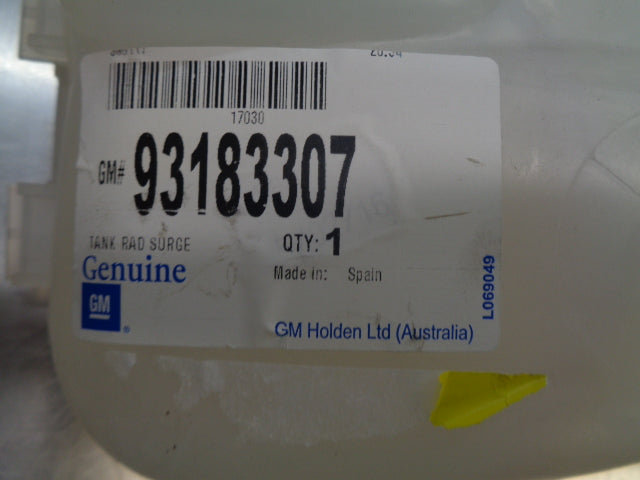 17030
GM# 93183307
TANK RAD SURGE QTY: 1
Genuine Made in: Spain
GM ®
GM Holden Ltd (Australia)
L069049